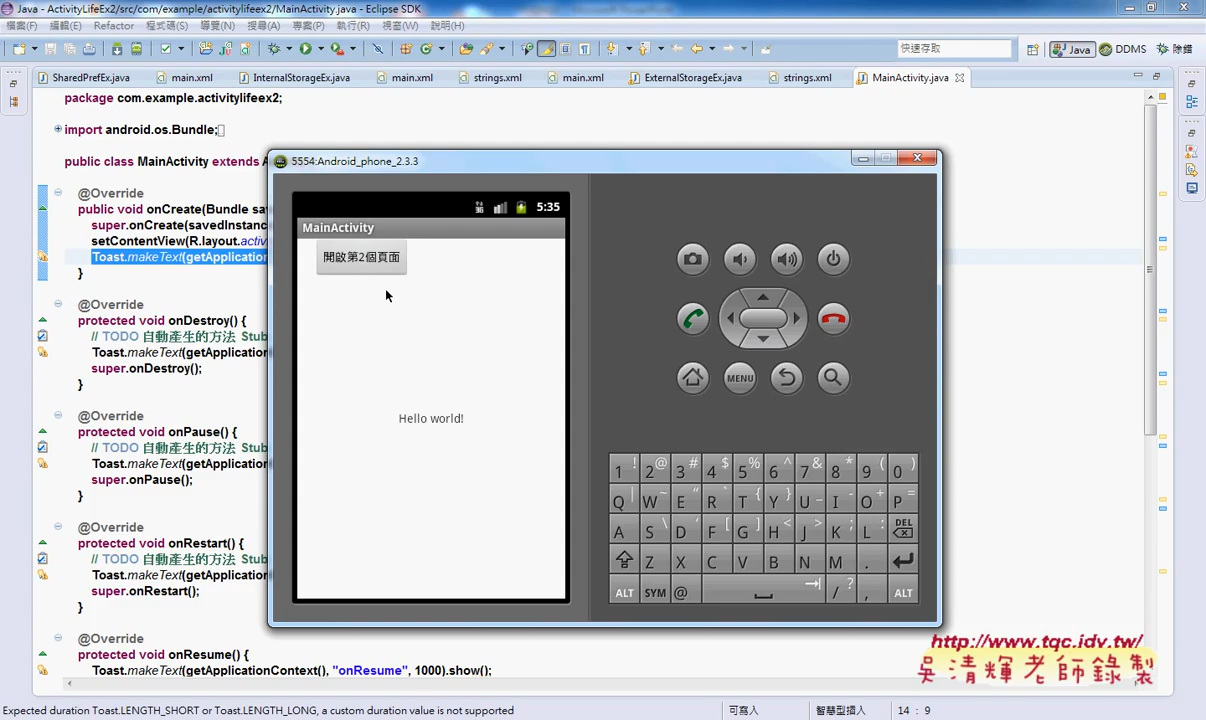 Java - ActivityLifeEx2/src/com/example/activitylifeex2/MainActivity.java - Eclipse SDK
檔案(F) 編輯(E) Refactor 程式碼(S) 導覽(N) 搜尋(A) 專案(P) 執行(R) 視窗(W) 說明(H)
快速存取 Java DDMS 除錯
SharedPrefEx.java main.xml InternalStorageEx.java main.xml strings.xml main.xml ExternalStorageEx.java strings.xml MainActivity.java
package com.example.activitylifeex2;
import android.os.Bundle;
public class MainActivity extends A
@Override
public void onCreate(Bundle sa
super.onCreate(savedInstanc
setContentView(R.layout.activ
Toast.makeText(getApplication
}
@Override
protected void onDestroy() {
// TODO 自動產生的方法 Stub
Toast.makeText(getApplication
super.onDestroy();
}
@Override
protected void onPause() {
// TODO 自動產生的方法 Stub
Toast.makeText(getApplication
super.onPause();
}
@Override
protected void onRestart() {
// TODO 自動產生的方法 Stub
Toast.makeText(getApplication
super.onRestart();
}
@Override
protected void onResume() {
Toast.makeText(getApplicationContext(), "onResume", 1000).show();
5554:Android_phone_2.3.3
3G 5:35
MainActivity
開啟第2個頁面
Hello world!
MENU
1 ! 2 @ 3 # 4 $ 5 % 6 ^ 7 & 8 * 9 ( 0 )
Q | W ~ E " R ` T { Y } U _ I - O + P =
A S \ D ' F [ G ] H < J > K ; L : DEL
Z X C V B N M .
ALT SYM @ / ? , ALT
http://www.tqc.idv.tw/
吳清輝老師錄製
Expected duration Toast.LENGTH_SHORT or Toast.LENGTH_LONG, a custom duration value is not supported
可寫入 智慧型插入 14 : 9